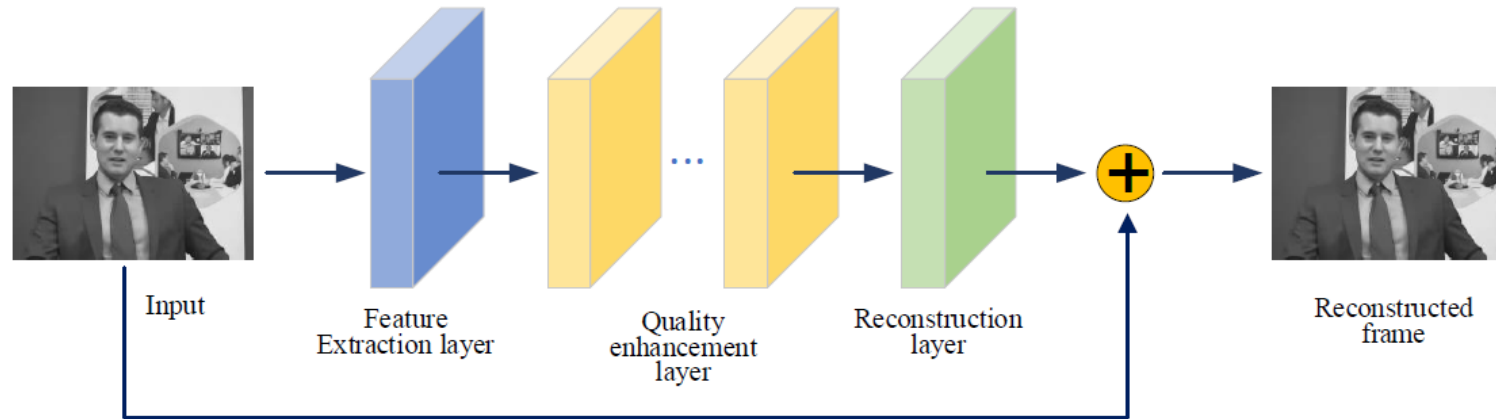 Input
Feature
Extraction layer
...
Quality
enhancement
layer
Reconstruction
layer
+
Reconstructed
frame